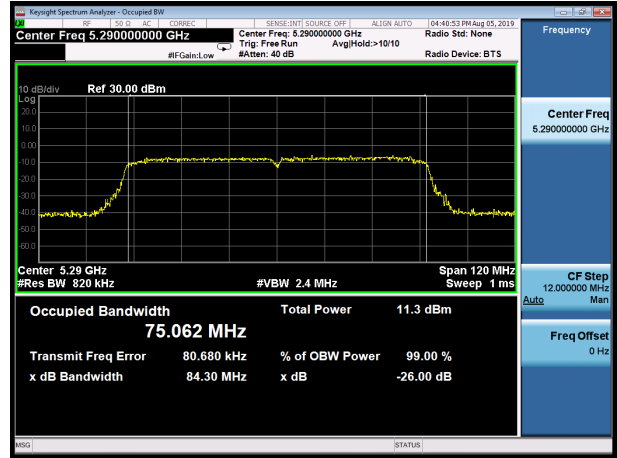 Keysight Spectrum Analyzer - Occupied BW
RF 50 Ω AC CORREC SENSE:INT SOURCE OFF ALIGN AUTO 04:40:53 PM Aug 05, 2019
Center Freq 5.290000000 GHz
Center Freq: 5.290000000 GHz Radio Std: None
Trig: Free Run Avg|Hold:>10/10
#IFGain:Low #Atten: 40 dB Radio Device: BTS
Frequency
10 dB/div Ref 30.00 dBm
Log
20.0
10.0
0.00
-10.0
-20.0
-30.0
-40.0
-50.0
-60.0
Center 5.29 GHz Span 120 MHz
#Res BW 820 kHz #VBW 2.4 MHz Sweep 1 ms
Occupied Bandwidth Total Power 11.3 dBm
75.062 MHz
Transmit Freq Error 80.680 kHz % of OBW Power 99.00 %
x dB Bandwidth 84.30 MHz x dB -26.00 dB
Center Freq
5.290000000 GHz
CF Step
12.000000 MHz
Auto Man
Freq Offset
0 Hz
MSG STATUS